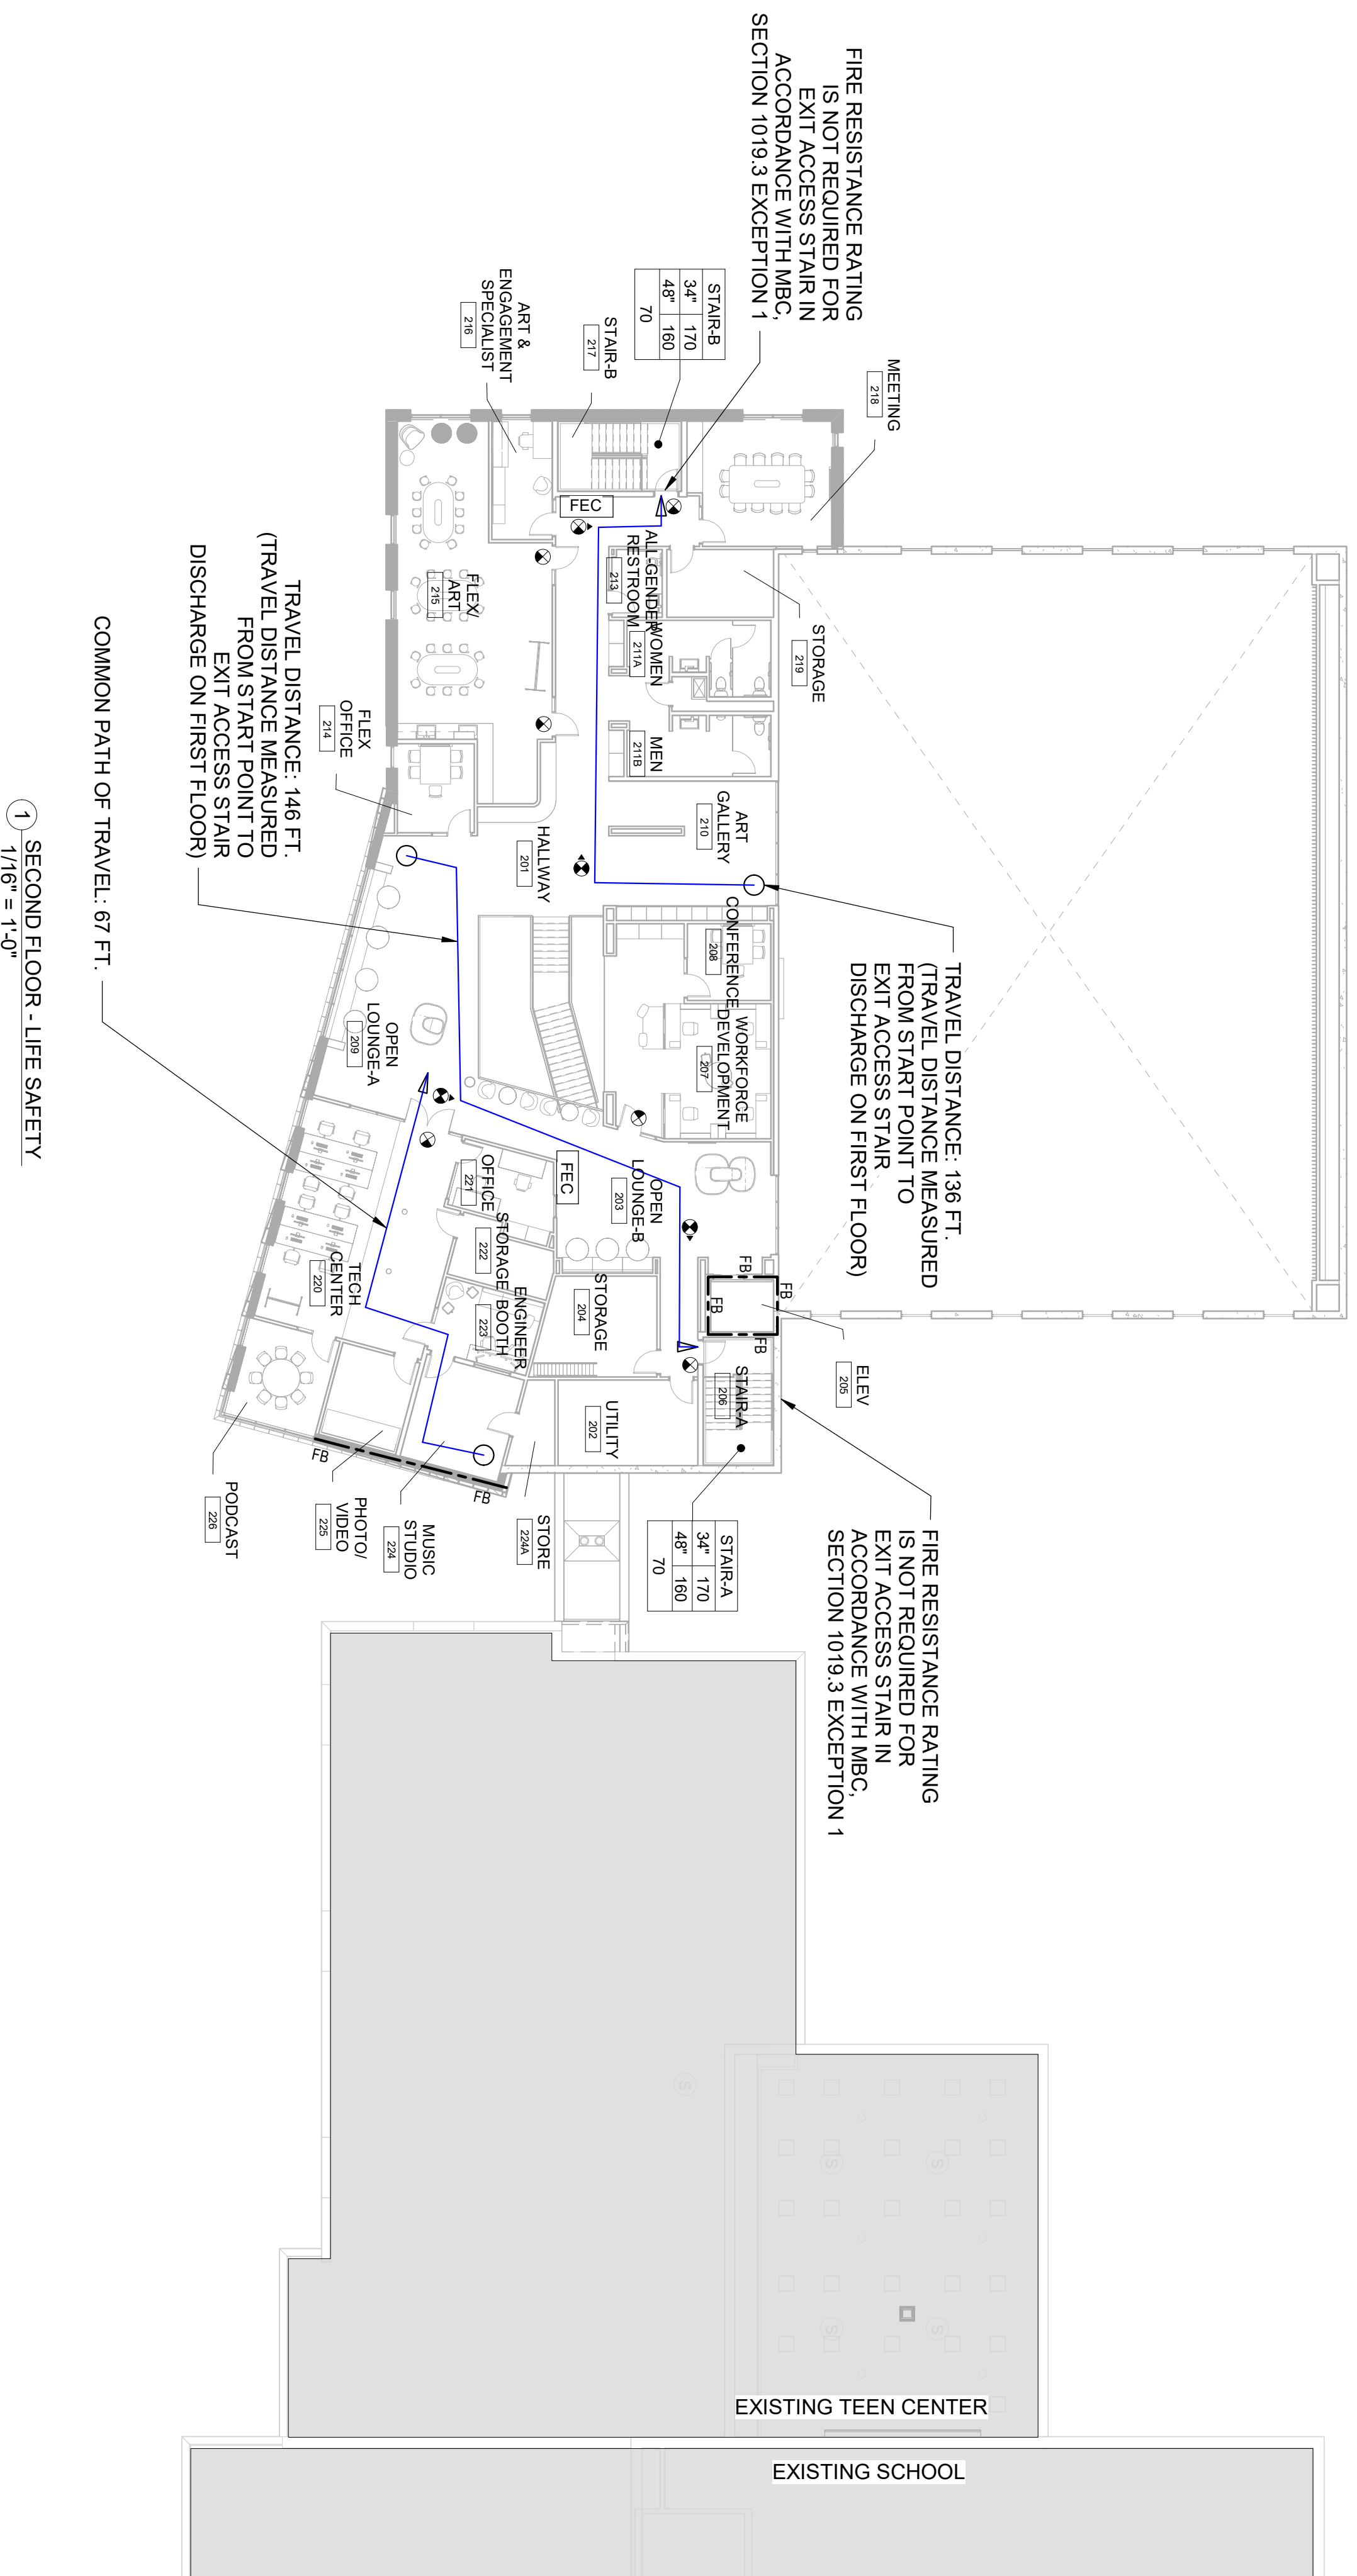 FIRE RESISTANCE RATING
IS NOT REQUIRED FOR
EXIT ACCESS STAIR IN
ACCORDANCE WITH MBC,
SECTION 1019.3 EXCEPTION 1
STAIR-B
34" 170
48" 160
70
MEETING
218
STAIR-B
217
ART &
ENGAGEMENT
SPECIALIST
216
FEC
STORAGE
219
ALL GENDER
RESTROOM
213
WOMEN
211A
MEN
211B
FLEX/
ART
215
FLEX
OFFICE
214
ART
GALLERY
210
HALLWAY
201
TRAVEL DISTANCE: 136 FT.
(TRAVEL DISTANCE MEASURED
FROM START POINT TO
EXIT ACCESS STAIR
DISCHARGE ON FIRST FLOOR)
TRAVEL DISTANCE: 146 FT.
(TRAVEL DISTANCE MEASURED
FROM START POINT TO
EXIT ACCESS STAIR
DISCHARGE ON FIRST FLOOR)
COMMON PATH OF TRAVEL: 67 FT.
CONFERENCE
208
WORKFORCE
DEVELOPMENT
207
OPEN
LOUNGE-A
209
OPEN
LOUNGE-B
203
FEC
OFFICE
221
STORAGE
222
ENGINEER
BOOTH
223
STORAGE
204
TECH
CENTER
220
FB
FB
FB
FB
ELEV
205
STAIR-A
206
UTILITY
202
FB
FB
STORE
224A
MUSIC
STUDIO
224
PHOTO/
VIDEO
225
PODCAST
226
STAIR-A
34" 170
48" 160
70
FIRE RESISTANCE RATING
IS NOT REQUIRED FOR
EXIT ACCESS STAIR IN
ACCORDANCE WITH MBC,
SECTION 1019.3 EXCEPTION 1
S
S
S
S
S
EXISTING TEEN CENTER
EXISTING SCHOOL
1
SECOND FLOOR - LIFE SAFETY
1/16" = 1'-0"